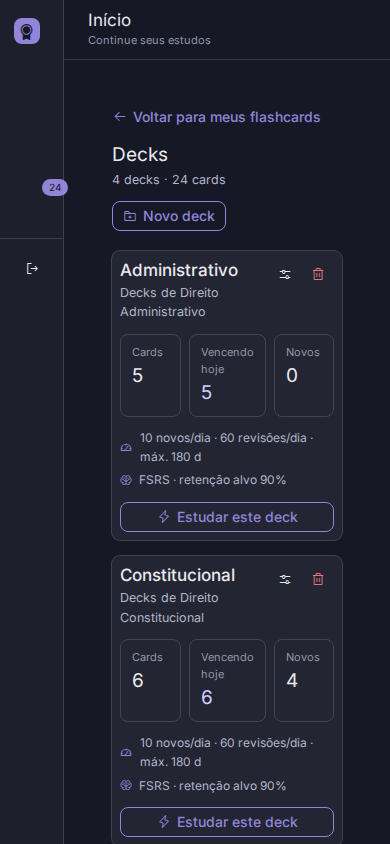 Início
Continue seus estudos
← Voltar para meus flashcards
Decks
4 decks · 24 cards
24
Novo deck
Administrativo
Decks de Direito
Administrativo
Cards
5
Vencendo
hoje
5
Novos
0
10 novos/dia · 60 revisões/dia ·
máx. 180 d
FSRS · retenção alvo 90%
Estudar este deck
Constitucional
Decks de Direito
Constitucional
Cards
6
Vencendo
hoje
6
Novos
4
10 novos/dia · 60 revisões/dia ·
máx. 180 d
FSRS · retenção alvo 90%
Estudar este deck